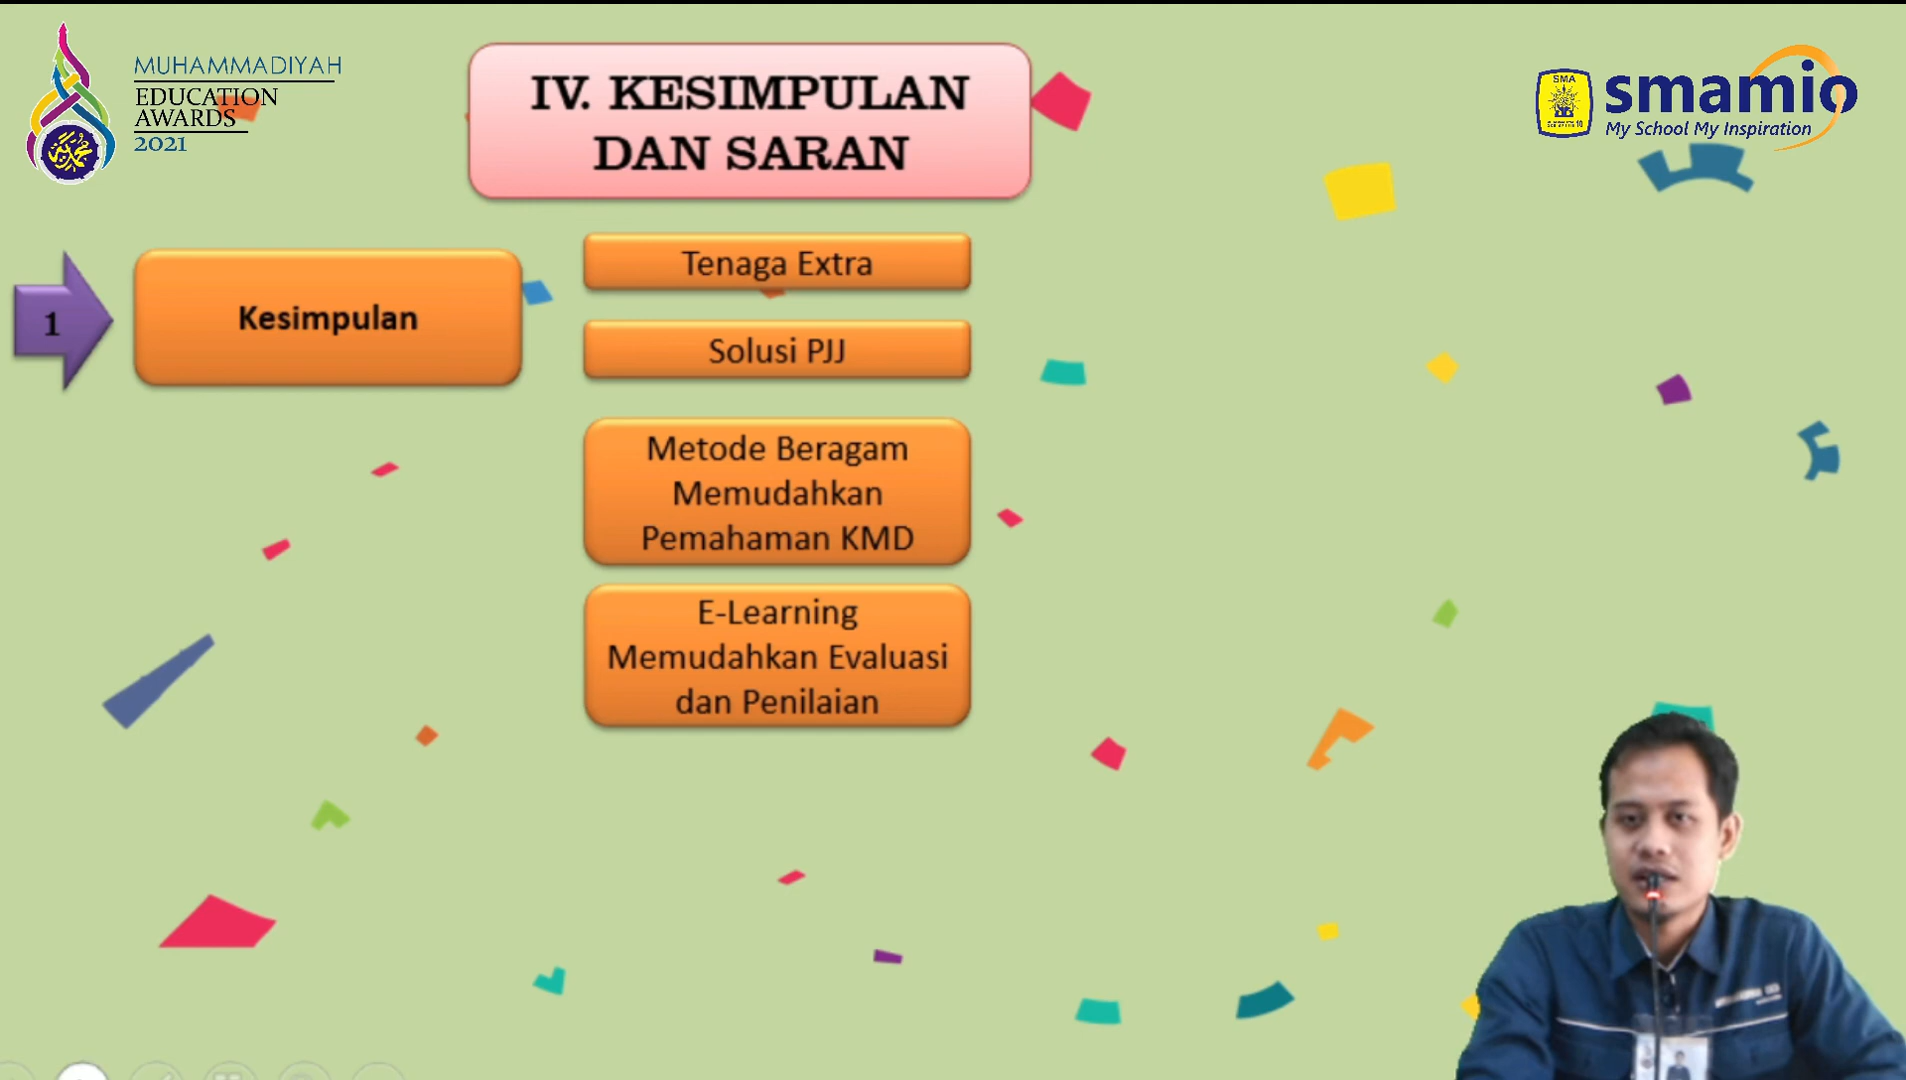 MUHAMMADIYAH
EDUCATION
AWARDS
2021
IV. KESIMPULAN
DAN SARAN
SMA
smamio
My School My Inspiration
1
Kesimpulan
Tenaga Extra
Solusi PJJ
Metode Beragam
Memudahkan
Pemahaman KMD
E-Learning
Memudahkan Evaluasi
dan Penilaian